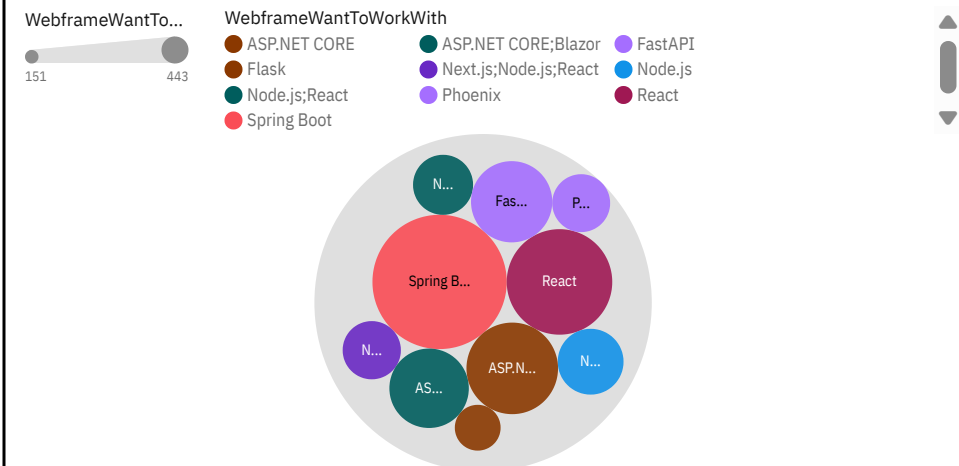 WebframeWantTo...
151 443
WebframeWantToWorkWith
ASP.NET CORE ASP.NET CORE;Blazor FastAPI
Flask Next.js;Node.js;React Node.js
Node.js;React Phoenix React
Spring Boot
N...
Fas...
P...
Spring B...
React
N...
AS...
ASP.N...
N...